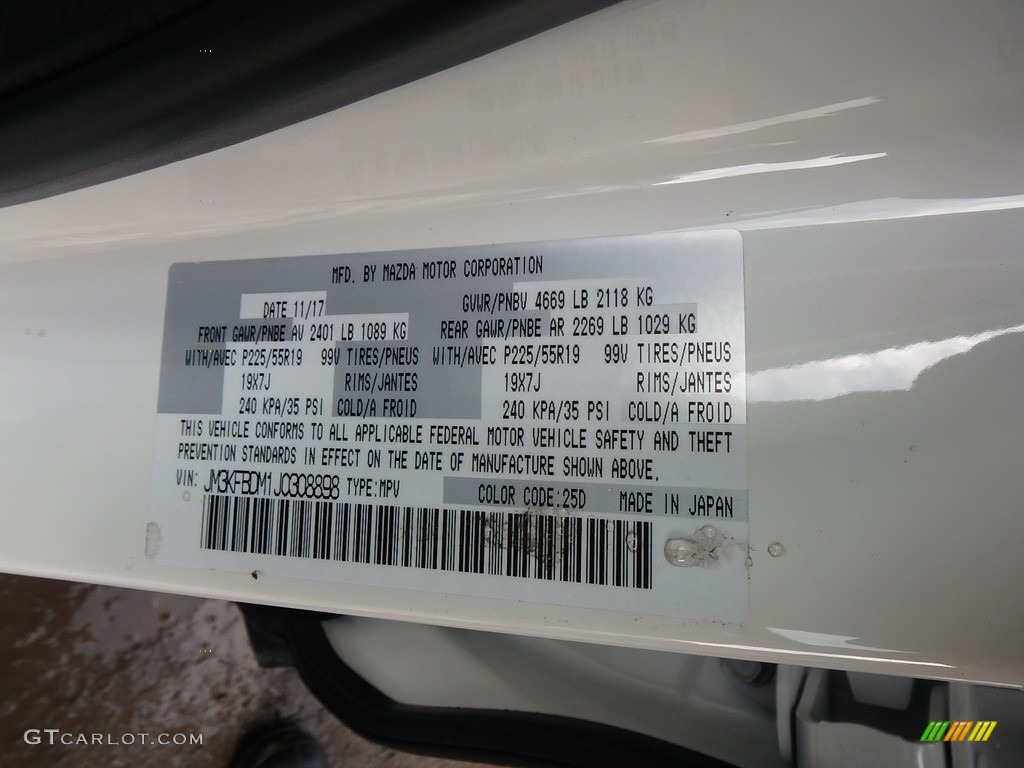 MFD. BY MAZDA MOTOR CORPORATION
DATE 11/17 GVWR/PNBV 4669 LB 2118 KG
FRONT GAWR/PNBE AV 2401 LB 1089 KG REAR GAWR/PNBE AR 2269 LB 1029 KG
WITH/AVEC P225/55R19 99V TIRES/PNEUS WITH/AVEC P225/55R19 99V TIRES/PNEUS
19X7J RIMS/JANTES 19X7J RIMS/JANTES
240 KPA/35 PSI COLD/A FROID 240 KPA/35 PSI COLD/A FROID
THIS VEHICLE CONFORMS TO ALL APPLICABLE FEDERAL MOTOR VEHICLE SAFETY AND THEFT
PREVENTION STANDARDS IN EFFECT ON THE DATE OF MANUFACTURE SHOWN ABOVE.
VIN: JM3KFBDM1J0308898 TYPE:MPV COLOR CODE:25D MADE IN JAPAN
GTCARLOT.COM